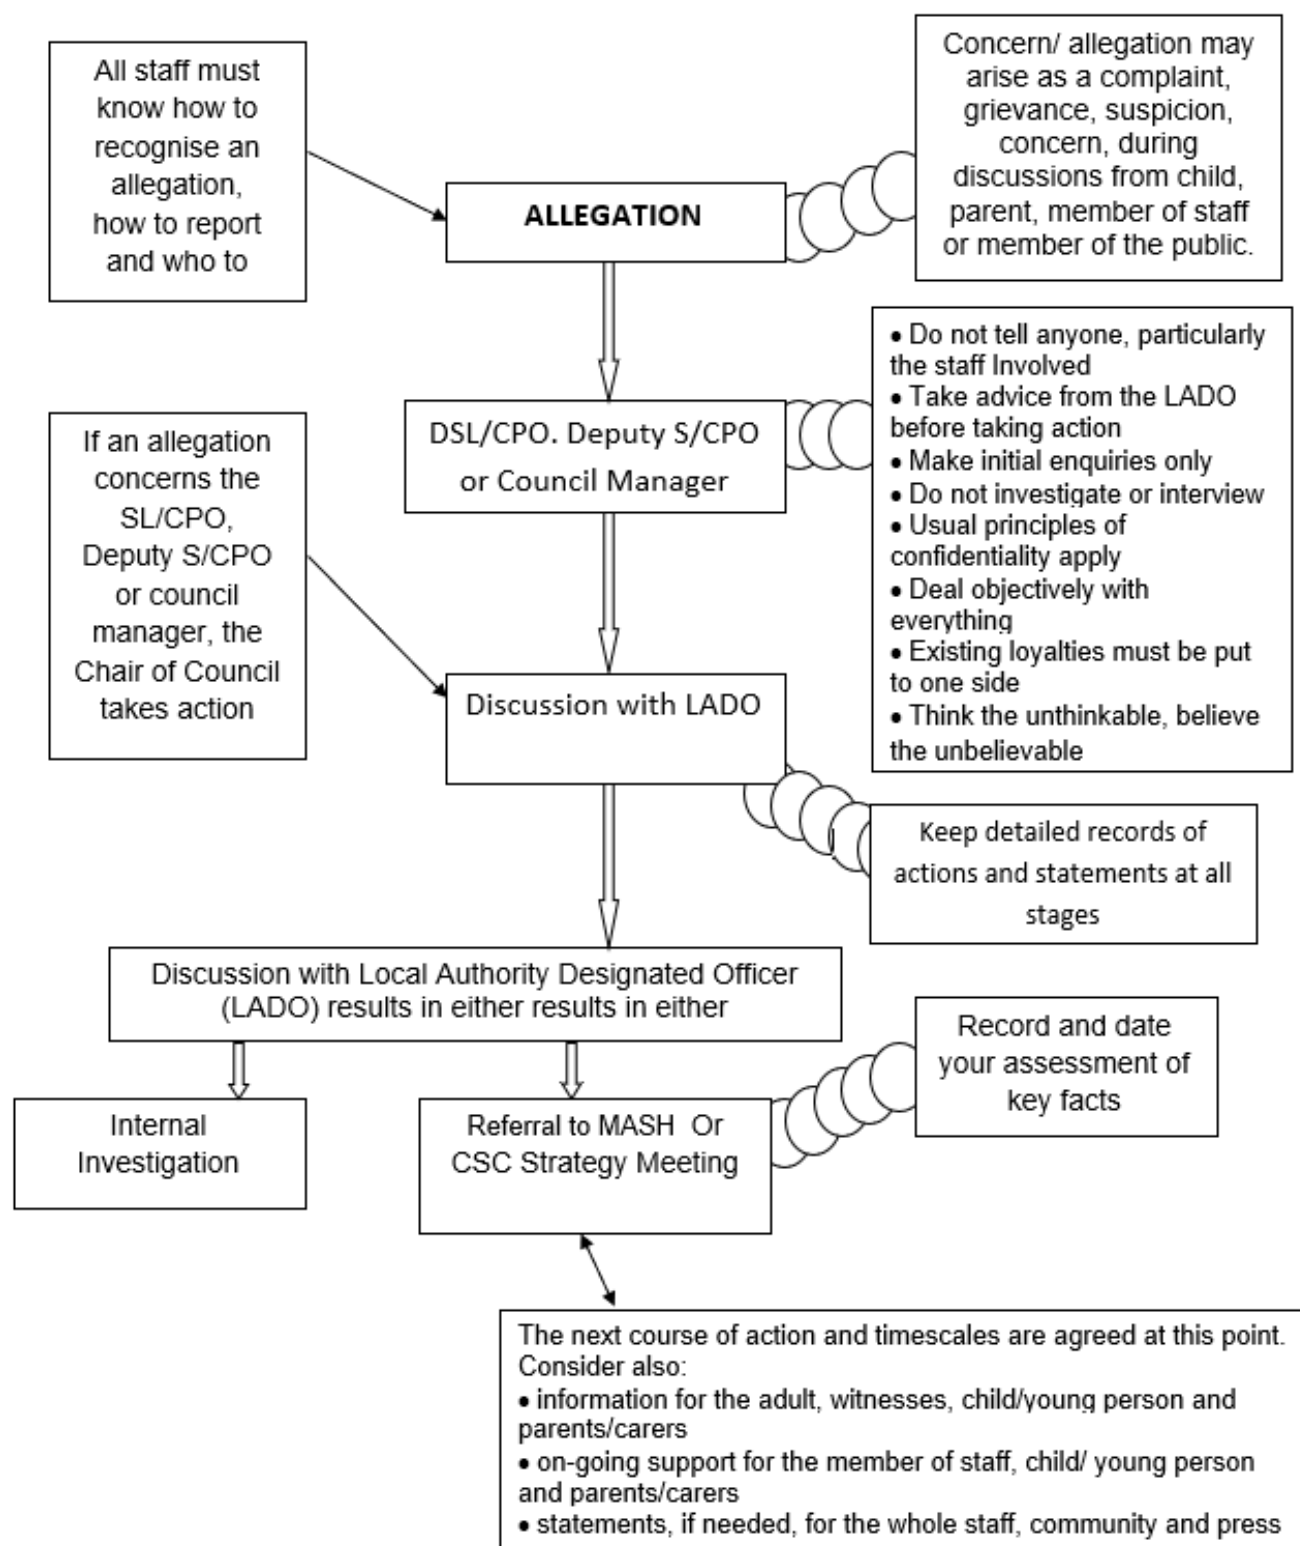 All staff must
know how to
recognise an
allegation,
how to report
and who to
Concern/ allegation may
arise as a complaint,
grievance, suspicion,
concern, during
discussions from child,
parent, member of staff
or member of the public.
ALLEGATION
DSL/CPO. Deputy S/CPO
or Council Manager
• Do not tell anyone, particularly
the staff Involved
• Take advice from the LADO
before taking action
• Make initial enquiries only
• Do not investigate or interview
• Usual principles of
confidentiality apply
• Deal objectively with
everything
• Existing loyalties must be put
to one side
• Think the unthinkable, believe
the unbelievable
If an allegation
concerns the
SL/CPO,
Deputy S/CPO
or council
manager, the
Chair of Council
takes action
Discussion with LADO
Keep detailed records of
actions and statements at all
stages
Discussion with Local Authority Designated Officer
(LADO) results in either results in either
Record and date
your assessment of
key facts
Internal
Investigation
Referral to MASH Or
CSC Strategy Meeting
The next course of action and timescales are agreed at this point.
Consider also:
• information for the adult, witnesses, child/young person and
parents/carers
• on-going support for the member of staff, child/ young person
and parents/carers
• statements, if needed, for the whole staff, community and press